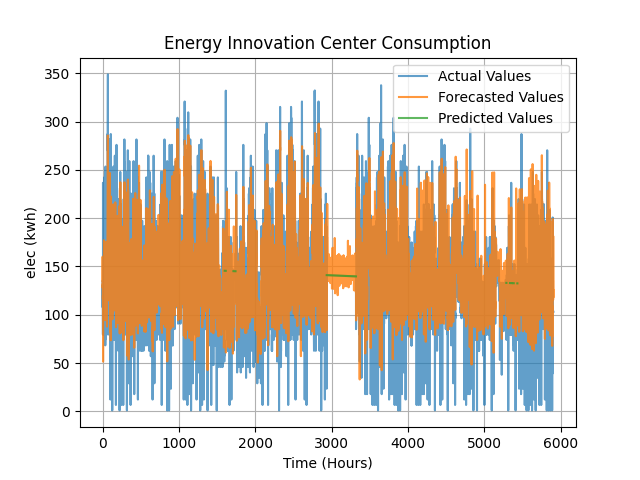 Energy Innovation Center Consumption
Actual Values
Forecasted Values
Predicted Values
350
300
250
200
150
100
50
0
elec (kwh)
0 1000 2000 3000 4000 5000 6000
Time (Hours)